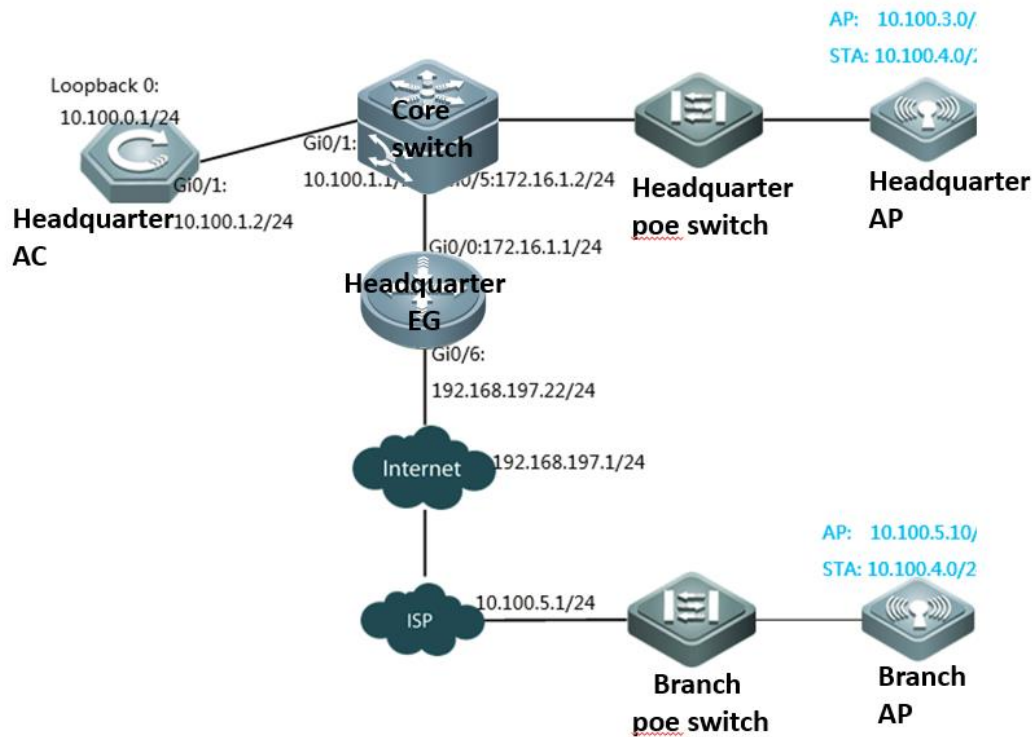 AP: 10.100.3.0/
STA: 10.100.4.0/2
Loopback 0:
10.100.0.1/24
Core
switch
Gi0/1:
10.100.1.1/
0/5:172.16.1.2/24
Gi0/1:
10.100.1.2/24
Headquarter
AC
Headquarter
poe switch
Headquarter
AP
Gi0/0:172.16.1.1/24
Headquarter
EG
Gi0/6:
192.168.197.22/24
Internet
192.168.197.1/24
AP: 10.100.5.10/
STA: 10.100.4.0/2
ISP
10.100.5.1/24
Branch
poe switch
Branch
AP